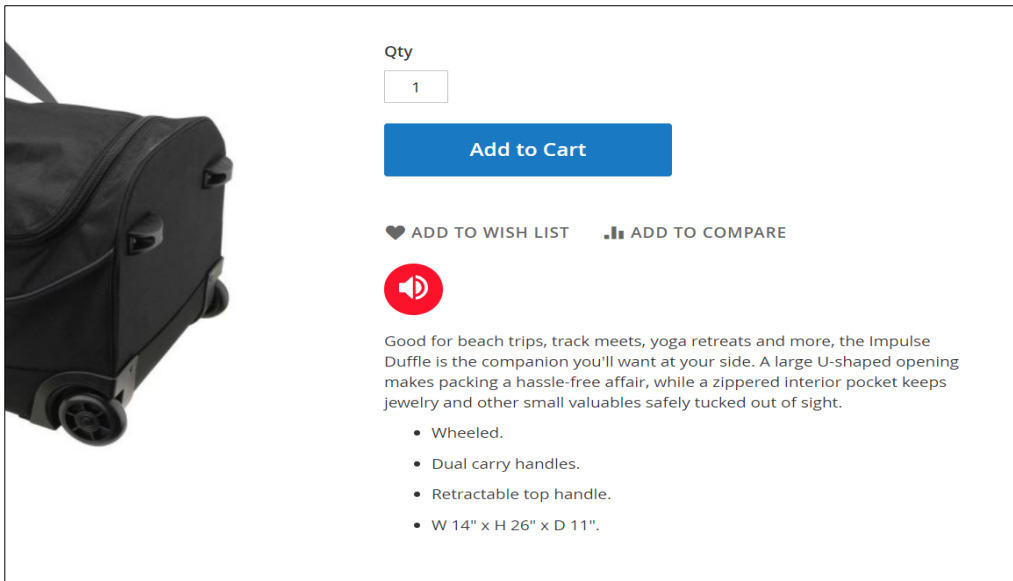 Qty
1
Add to Cart
ADD TO WISH LIST
ADD TO COMPARE
Good for beach trips, track meets, yoga retreats and more, the Impulse
Duffle is the companion you'll want at your side. A large U-shaped opening
makes packing a hassle-free affair, while a zippered interior pocket keeps
jewelry and other small valuables safely tucked out of sight.
• Wheeled.
• Dual carry handles.
• Retractable top handle.
• W 14" x H 26" x D 11".